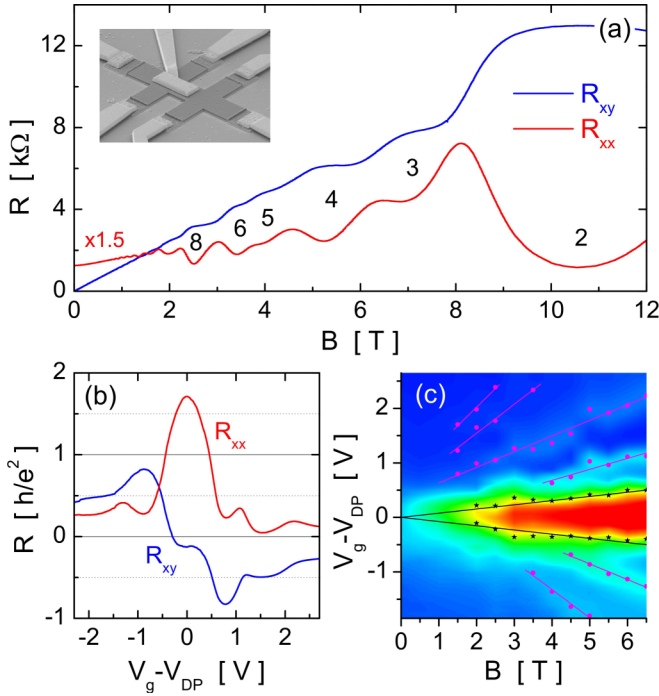 (a)
12
8
4
0
R [ kΩ ]
R_xy
R_xx
x1.5
8
6
5
4
3
2
0 2 4 6 8 10 12
B [ T ]
(b)
2
1
0
-1
R [ h/e² ]
R_xx
R_xy
-2 -1 0 1 2
V_g-V_DP [ V ]
(c)
2
1
0
-1
V_g-V_DP [ V ]
0 1 2 3 4 5 6
B [ T ]